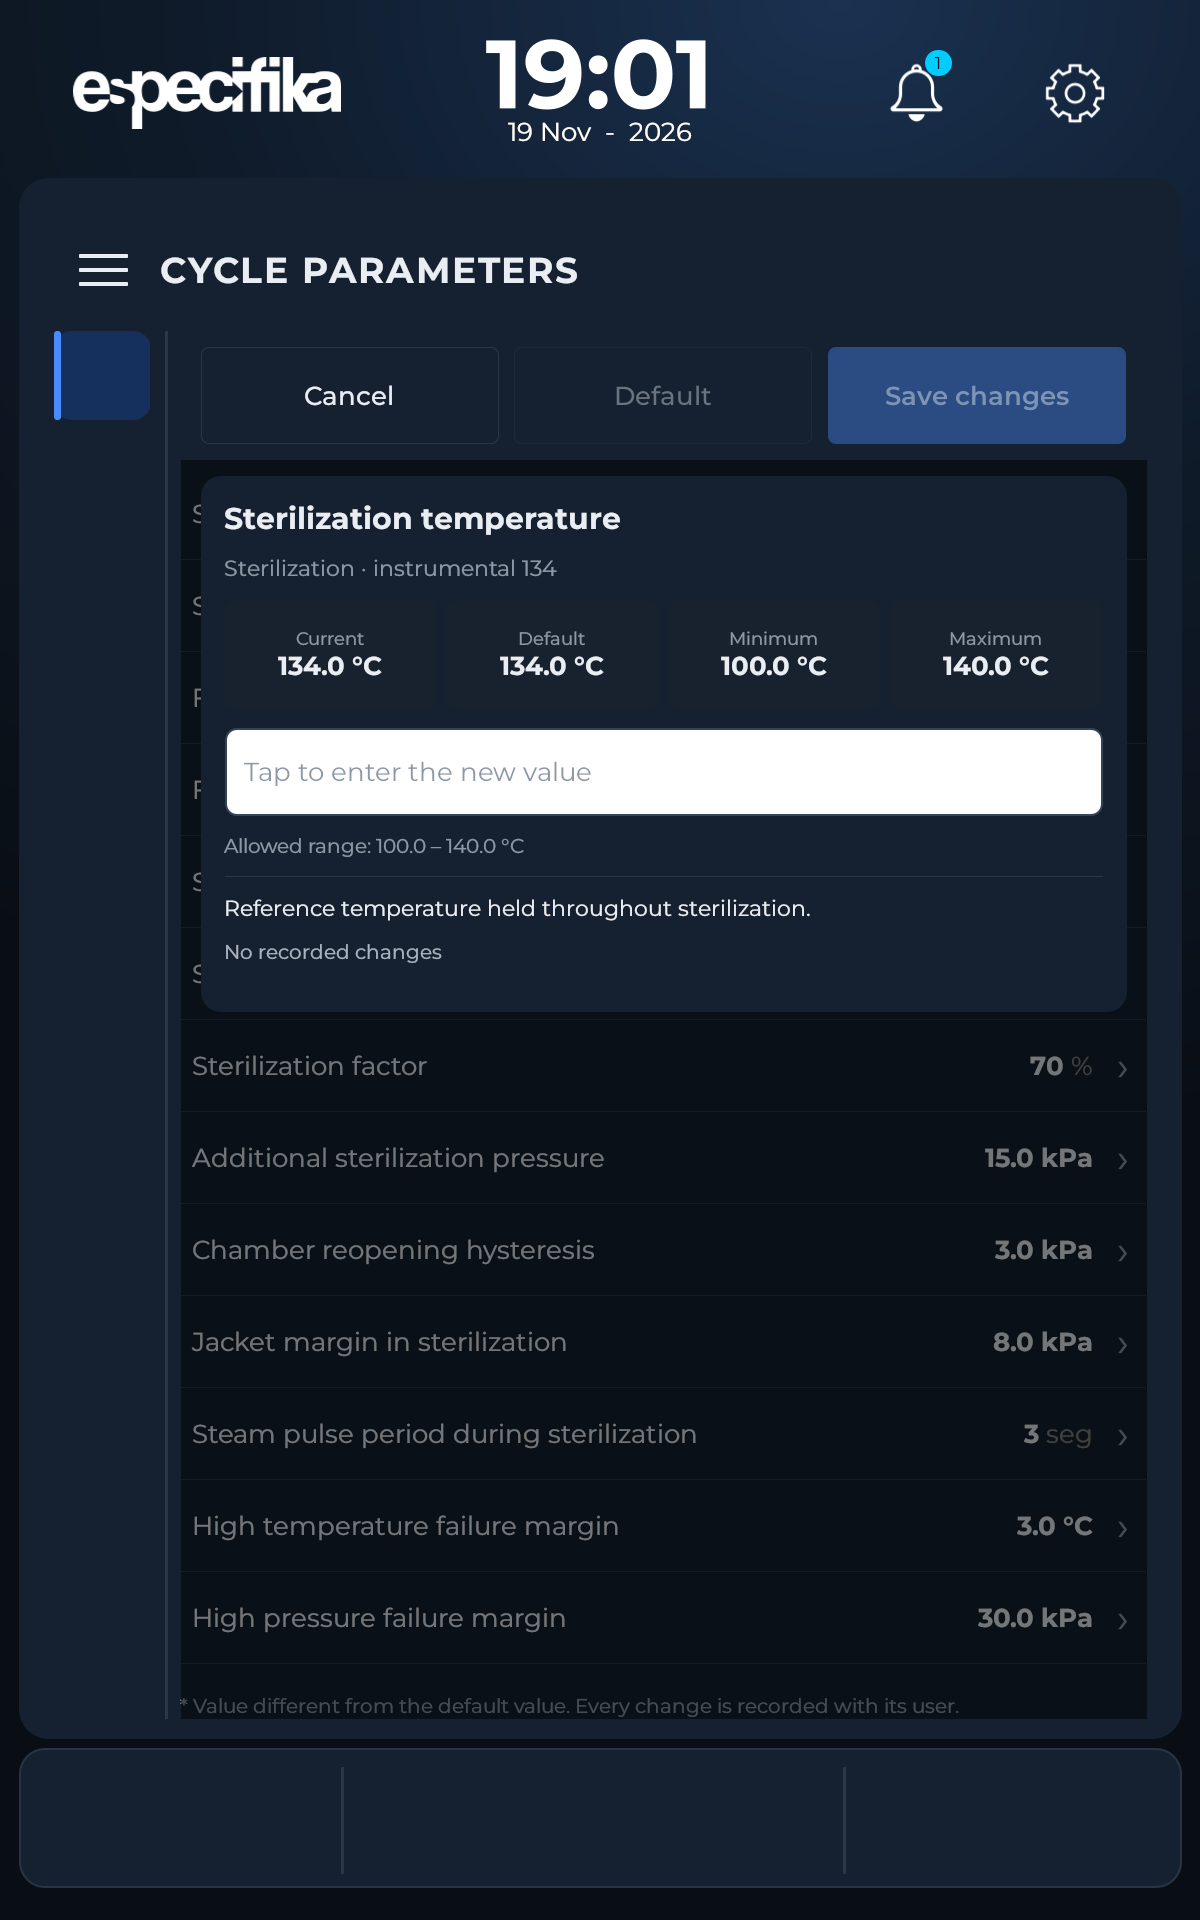 especifika
19:01
19 Nov - 2026
1
CYCLE PARAMETERS
Cancel
Default
Save changes
Sterilization temperature
Sterilization · instrumental 134
Current
134.0 °C
Default
134.0 °C
Minimum
100.0 °C
Maximum
140.0 °C
Tap to enter the new value
Allowed range: 100.0 – 140.0 °C
Reference temperature held throughout sterilization.
No recorded changes
Sterilization factor 70 %
Additional sterilization pressure 15.0 kPa
Chamber reopening hysteresis 3.0 kPa
Jacket margin in sterilization 8.0 kPa
Steam pulse period during sterilization 3 seg
High temperature failure margin 3.0 °C
High pressure failure margin 30.0 kPa
* Value different from the default value. Every change is recorded with its user.